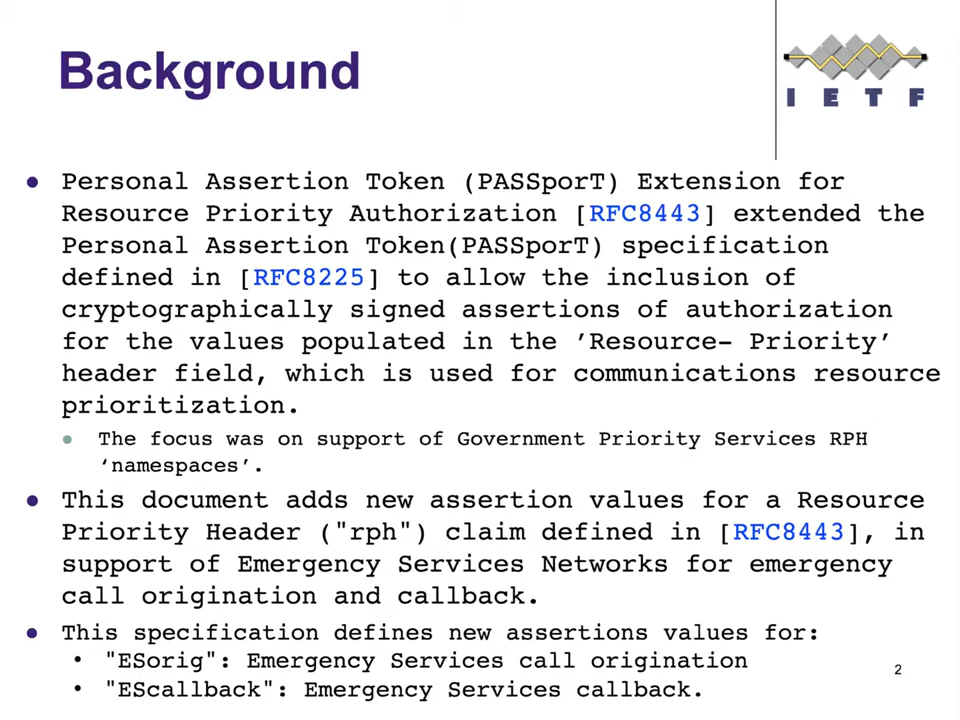 Background
I E T F
● Personal Assertion Token (PASSporT) Extension for
Resource Priority Authorization [RFC8443] extended the
Personal Assertion Token(PASSporT) specification
defined in [RFC8225] to allow the inclusion of
cryptographically signed assertions of authorization
for the values populated in the ’Resource- Priority’
header field, which is used for communications resource
prioritization.
● The focus was on support of Government Priority Services RPH
‘namespaces’.
● This document adds new assertion values for a Resource
Priority Header ("rph") claim defined in [RFC8443], in
support of Emergency Services Networks for emergency
call origination and callback.
● This specification defines new assertions values for:
• "ESorig": Emergency Services call origination
• "EScallback": Emergency Services callback.
2